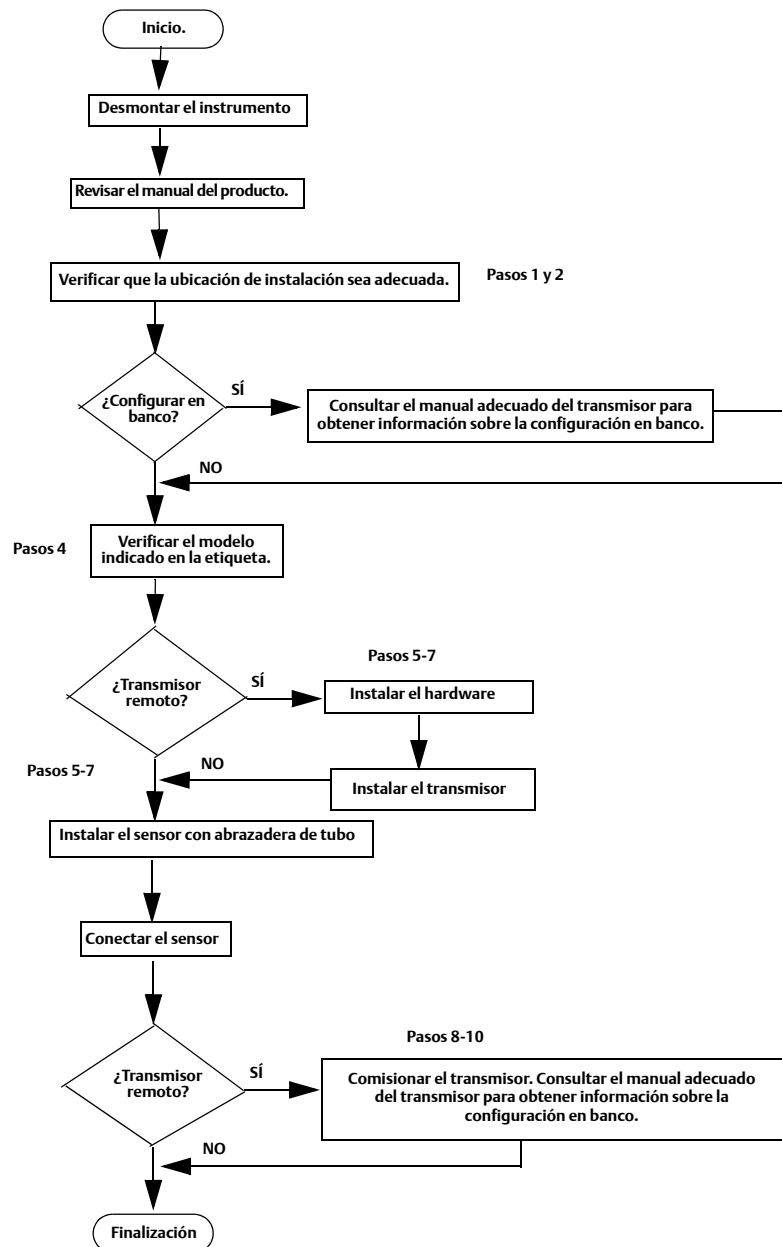 Inicio.
Desmontar el instrumento
Revisar el manual del producto.
Verificar que la ubicación de instalación sea adecuada.
Pasos 1 y 2
¿Configurar en
banco?
SÍ
Consultar el manual adecuado del transmisor para
obtener información sobre la configuración en banco.
NO
Pasos 4
Verificar el modelo
indicado en la etiqueta.
Pasos 5-7
¿Transmisor
remoto?
SÍ
Instalar el hardware
Pasos 5-7
NO
Instalar el transmisor
Instalar el sensor con abrazadera de tubo
Conectar el sensor
Pasos 8-10
¿Transmisor
remoto?
SÍ
Comisionar el transmisor. Consultar el manual adecuado
del transmisor para obtener información sobre la
configuración en banco.
NO
Finalización